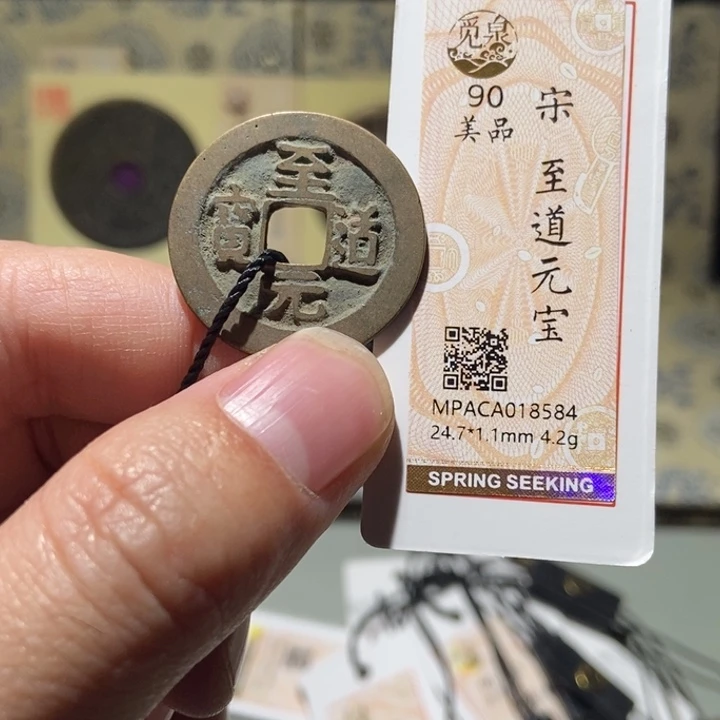 至
道
元
寶
觅泉
90
美品
宋 至道元宝
MPACA018584
24.7*1.1mm 4.2g
SPRING SEEKING